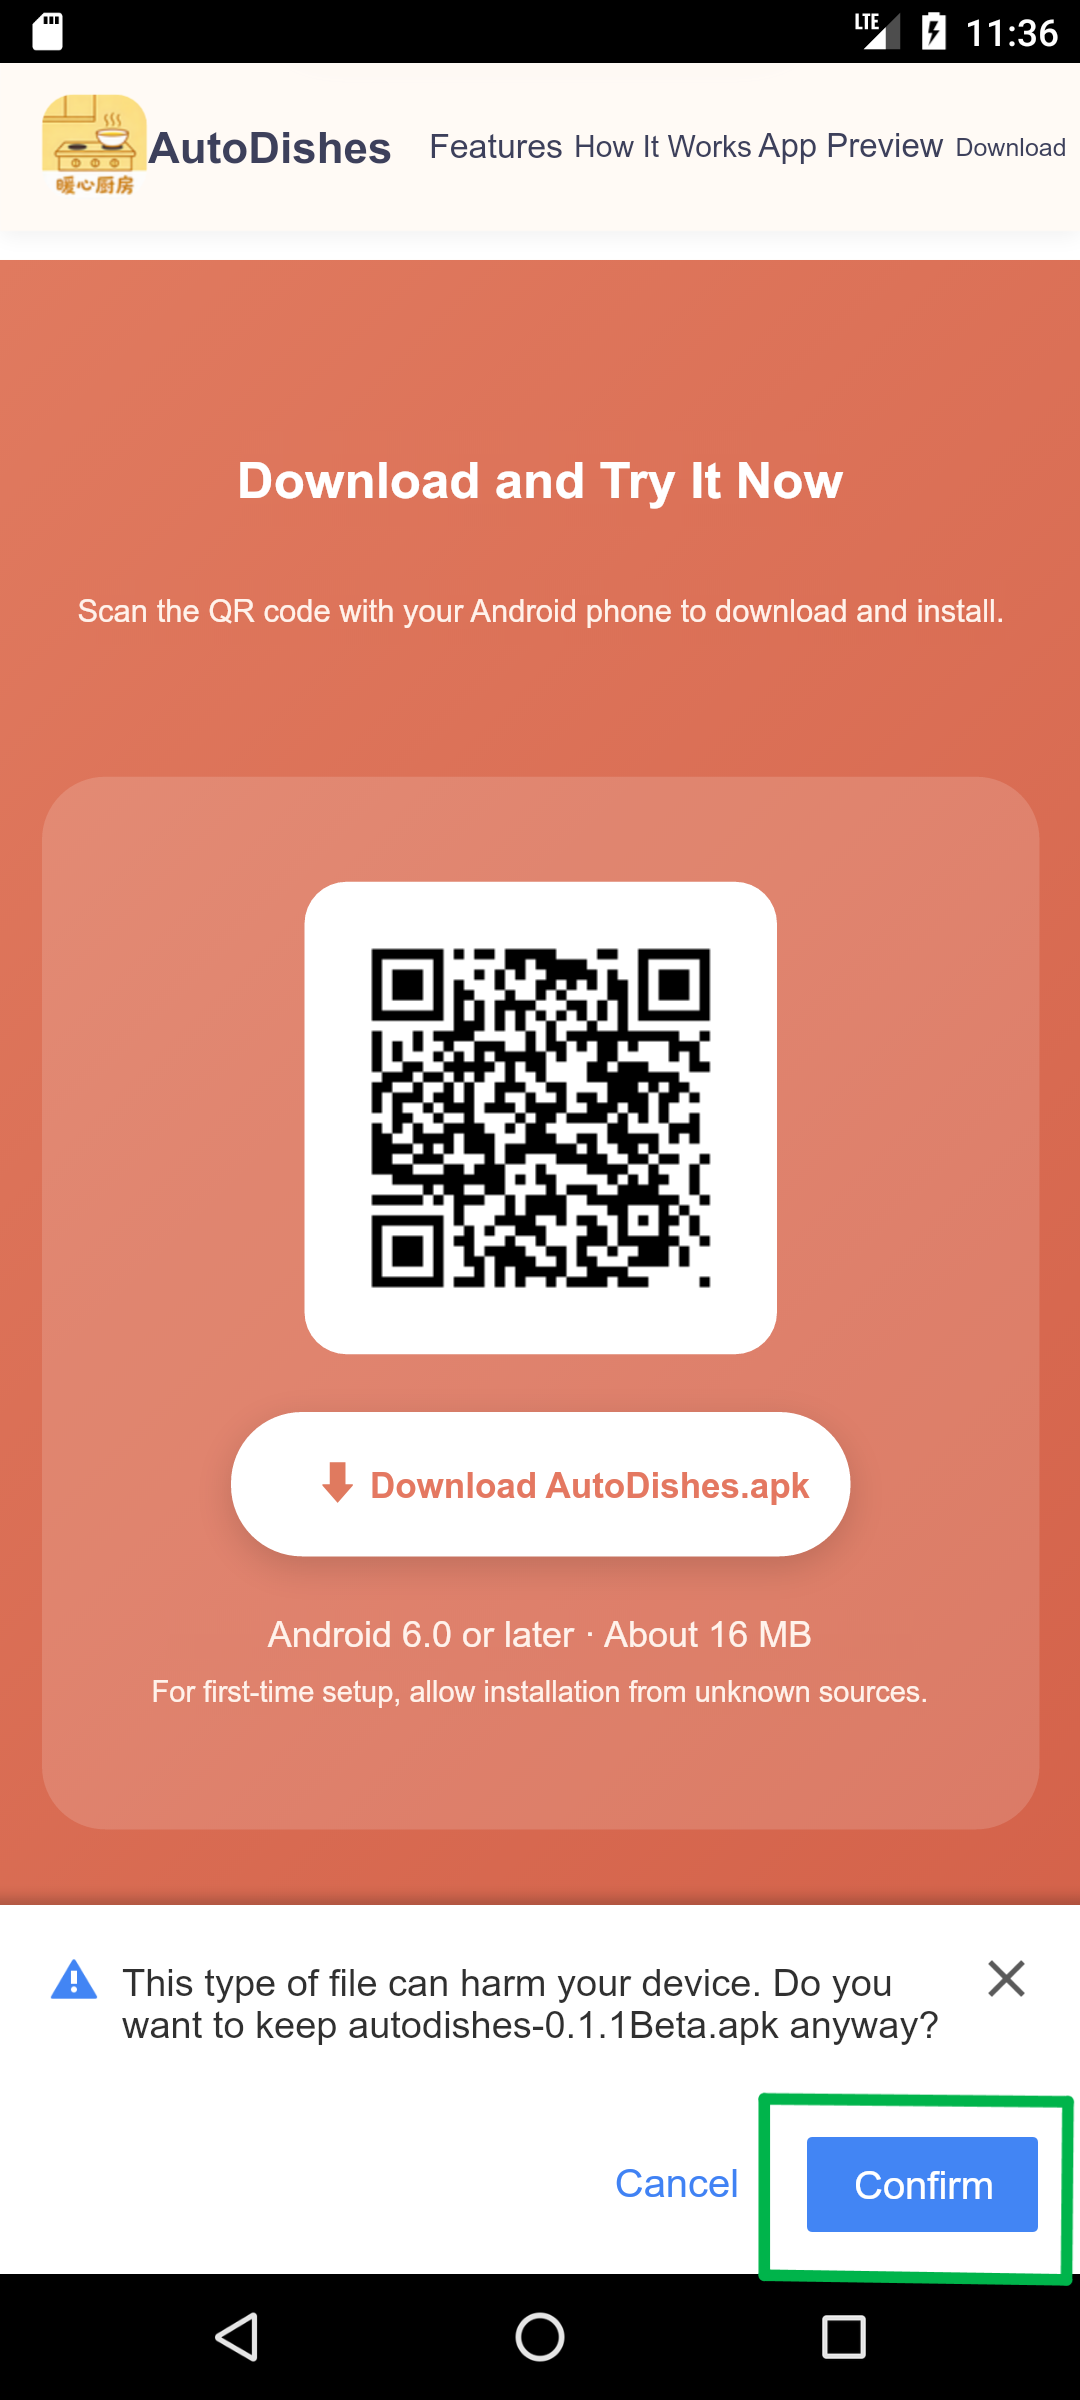 LTE 11:36
暖心厨房
AutoDishes Features How It Works App Preview Download
Download and Try It Now
Scan the QR code with your Android phone to download and install.
Download AutoDishes.apk
Android 6.0 or later · About 16 MB
For first-time setup, allow installation from unknown sources.
This type of file can harm your device. Do you
want to keep autodishes-0.1.1Beta.apk anyway?
Cancel Confirm